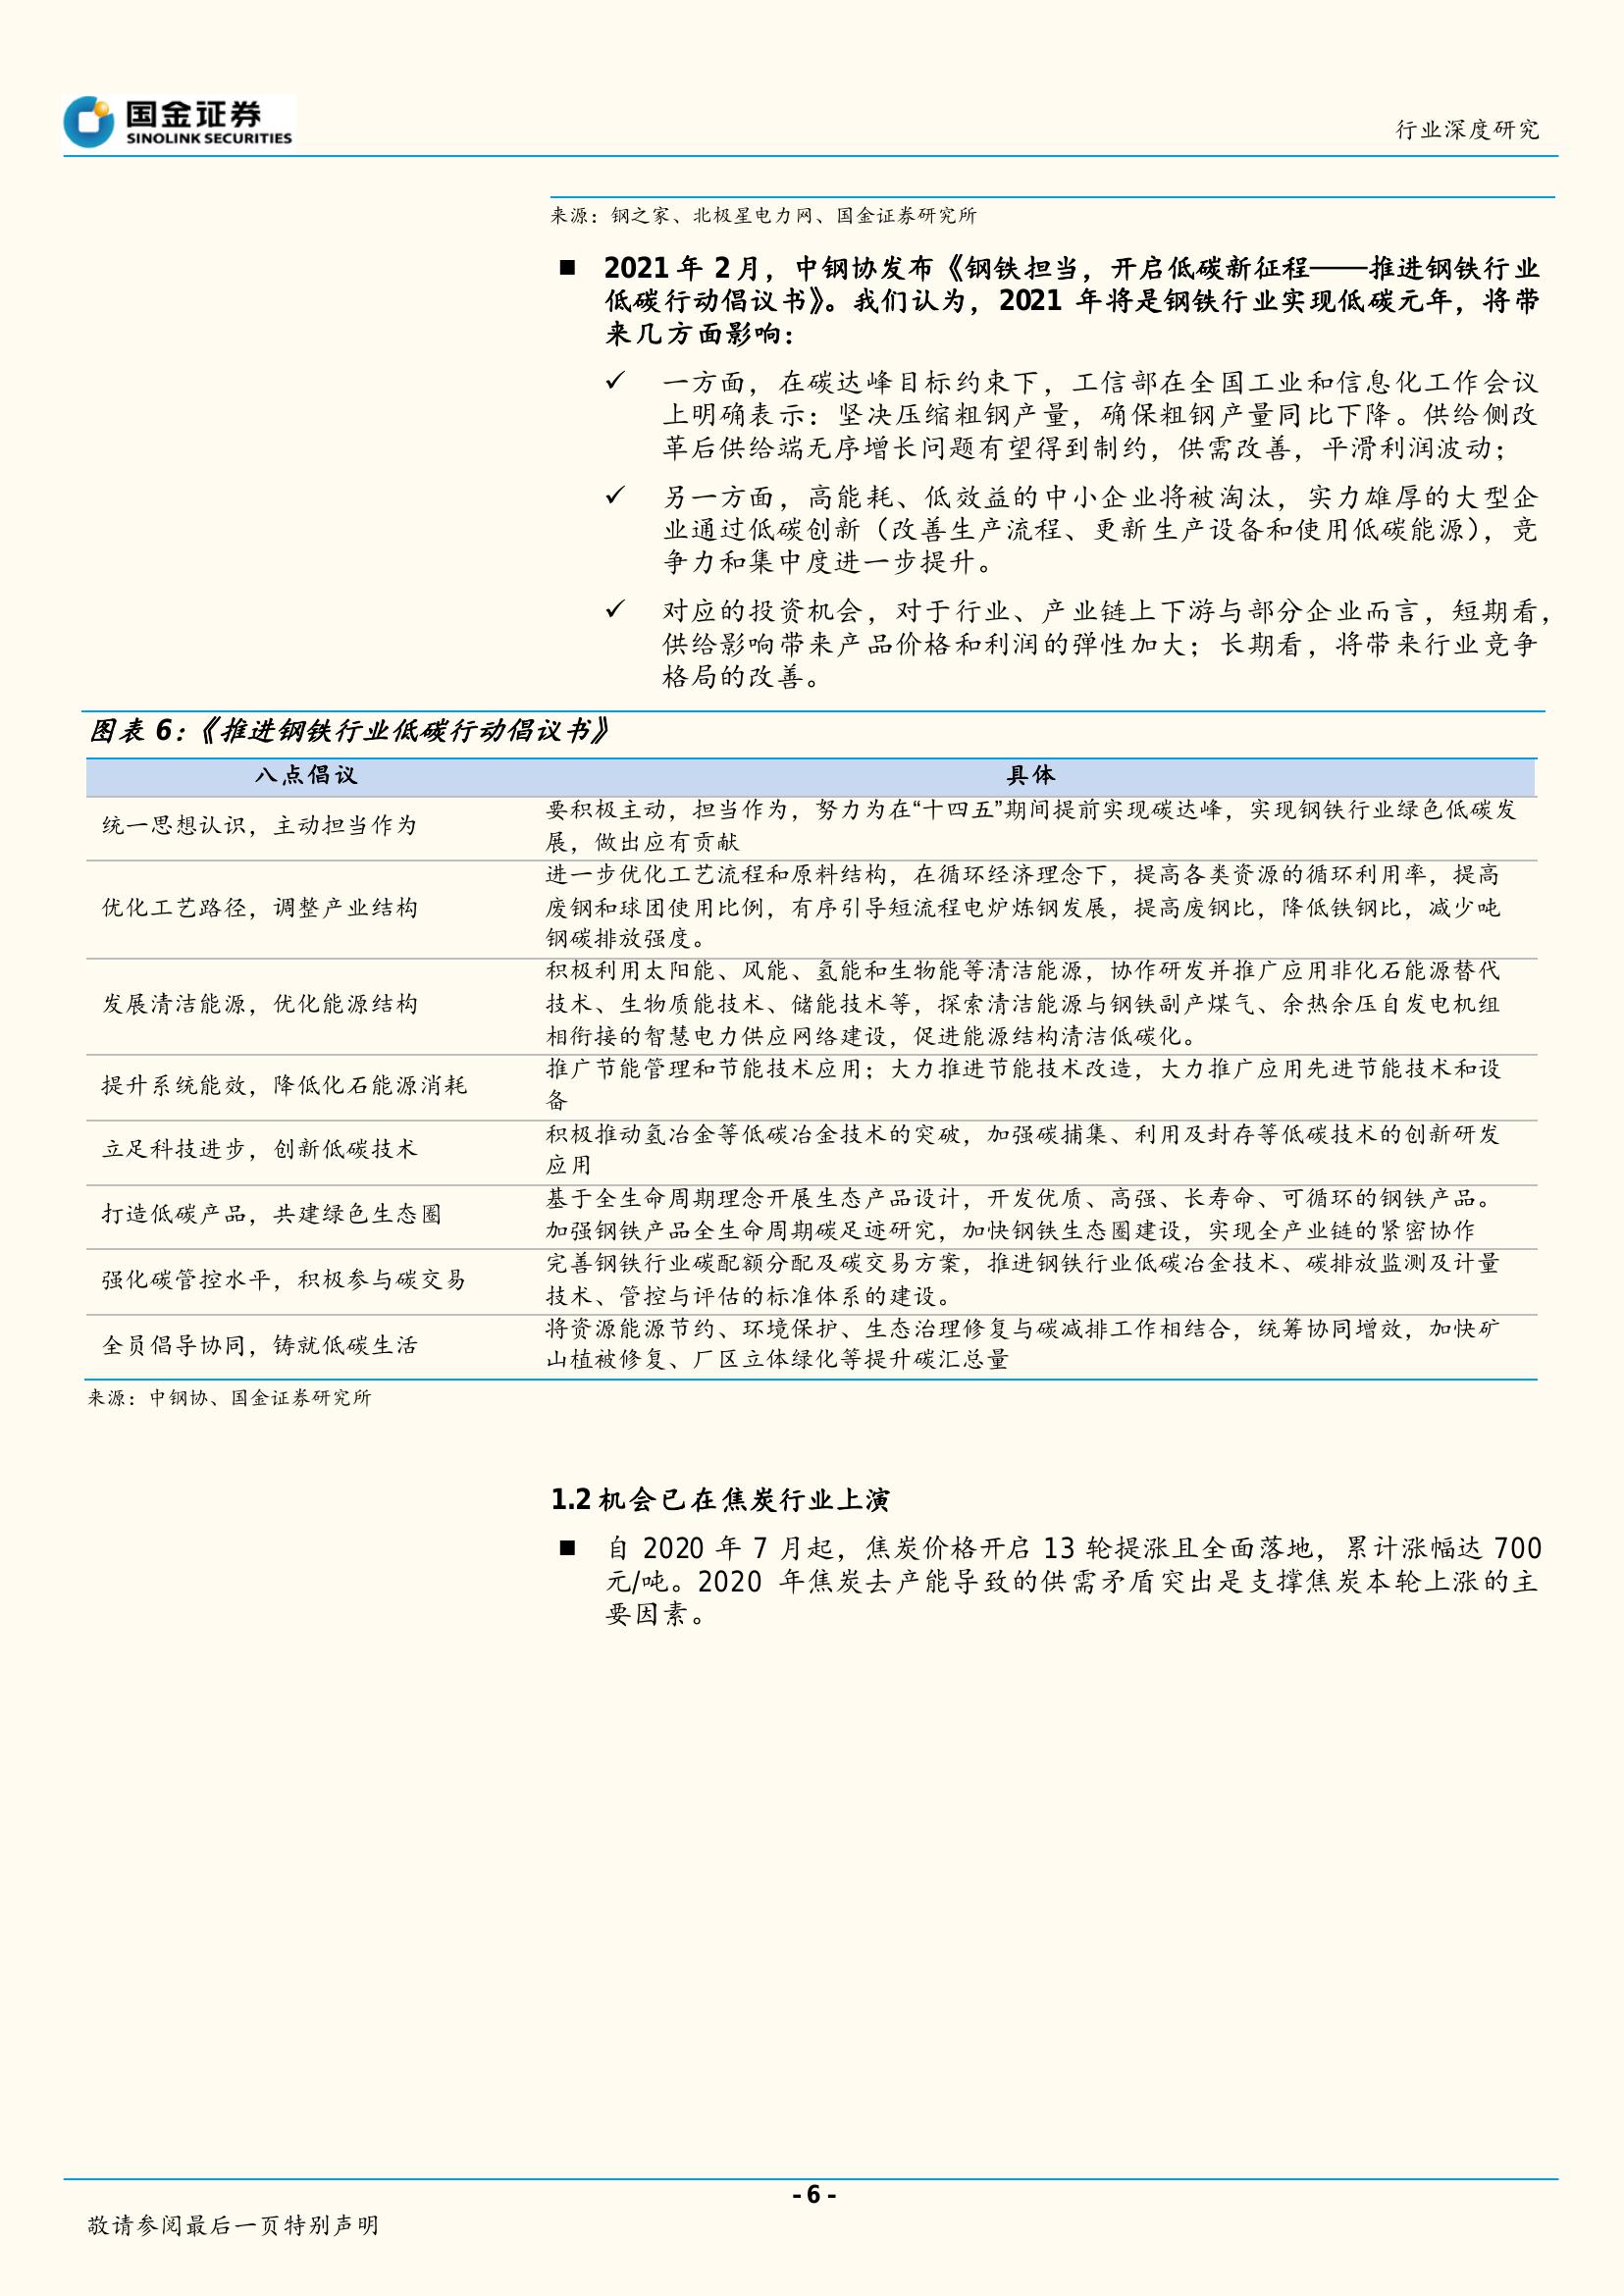 国金证券
SINOLINK SECURITIES
行业深度研究
来源：钢之家、北极星电力网、国金证券研究所
■ 2021 年 2 月，中钢协发布《钢铁担当，开启低碳新征程——推进钢铁行业
低碳行动倡议书》。我们认为，2021 年将是钢铁行业实现低碳元年，将带
来几方面影响：
✓ 一方面，在碳达峰目标约束下，工信部在全国工业和信息化工作会议
上明确表示：坚决压缩粗钢产量，确保粗钢产量同比下降。供给侧改
革后供给端无序增长问题有望得到制约，供需改善，平滑利润波动；
✓ 另一方面，高能耗、低效益的中小企业将被淘汰，实力雄厚的大型企
业通过低碳创新（改善生产流程、更新生产设备和使用低碳能源），竞
争力和集中度进一步提升。
✓ 对应的投资机会，对于行业、产业链上下游与部分企业而言，短期看，
供给影响带来产品价格和利润的弹性加大；长期看，将带来行业竞争
格局的改善。
图表 6：《推进钢铁行业低碳行动倡议书》
八点倡议 具体
统一思想认识，主动担当作为
要积极主动，担当作为，努力为在“十四五”期间提前实现碳达峰，实现钢铁行业绿色低碳发
展，做出应有贡献
优化工艺路径，调整产业结构
进一步优化工艺流程和原料结构，在循环经济理念下，提高各类资源的循环利用率，提高
废钢和球团使用比例，有序引导短流程电炉炼钢发展，提高废钢比，降低铁钢比，减少吨
钢碳排放强度。
发展清洁能源，优化能源结构
积极利用太阳能、风能、氢能和生物能等清洁能源，协作研发并推广应用非化石能源替代
技术、生物质能技术、储能技术等，探索清洁能源与钢铁副产煤气、余热余压自发电机组
相衔接的智慧电力供应网络建设，促进能源结构清洁低碳化。
提升系统能效，降低化石能源消耗
推广节能管理和节能技术应用；大力推进节能技术改造，大力推广应用先进节能技术和设
备
立足科技进步，创新低碳技术
积极推动氢冶金等低碳冶金技术的突破，加强碳捕集、利用及封存等低碳技术的创新研发
应用
打造低碳产品，共建绿色生态圈
基于全生命周期理念开展生态产品设计，开发优质、高强、长寿命、可循环的钢铁产品。
加强钢铁产品全生命周期碳足迹研究，加快钢铁生态圈建设，实现全产业链的紧密协作
强化碳管控水平，积极参与碳交易
完善钢铁行业碳配额分配及碳交易方案，推进钢铁行业低碳冶金技术、碳排放监测及计量
技术、管控与评估的标准体系的建设。
全员倡导协同，铸就低碳生活
将资源能源节约、环境保护、生态治理修复与碳减排工作相结合，统筹协同增效，加快矿
山植被修复、厂区立体绿化等提升碳汇总量
来源：中钢协、国金证券研究所
1.2 机会已在焦炭行业上演
■ 自 2020 年 7 月起，焦炭价格开启 13 轮提涨且全面落地，累计涨幅达 700
元/吨。2020 年焦炭去产能导致的供需矛盾突出是支撑焦炭本轮上涨的主
要因素。
- 6 -
敬请参阅最后一页特别声明